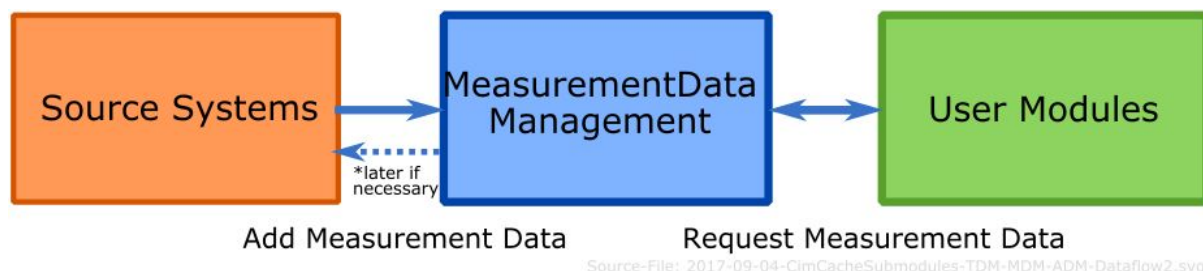 Source Systems
MeasurementData
Management
User Modules
*later if
necessary
Add Measurement Data
Request Measurement Data
Source-File: 2017-09-04-CimCacheSubmodules-TDM-MDM-ADM-Dataflow2.svg